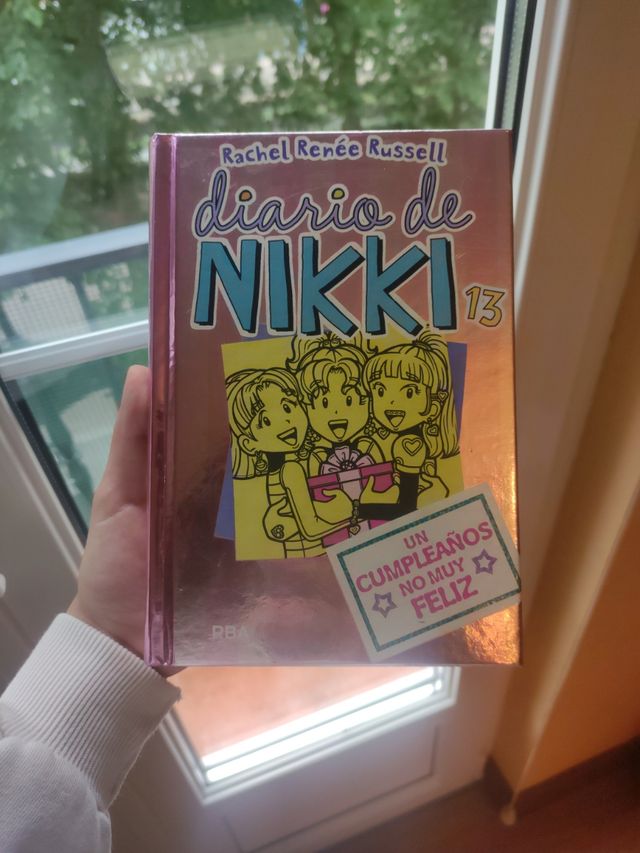 Rachel Renée Russell
diario de
NIKKI 13
UN
CUMPLEAÑOS
NO MUY
FELIZ
RBA